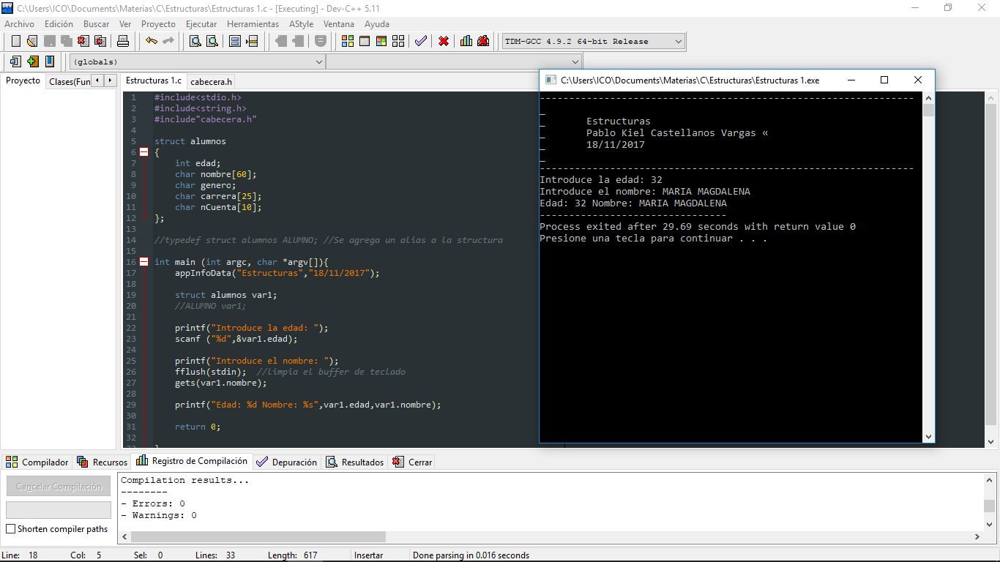 C:\Users\ICO\Documents\Materias\C\Estructuras\Estructuras 1.c - [Executing] - Dev-C++ 5.11
Archivo Edición Buscar Ver Proyecto Ejecutar Herramientas AStyle Ventana Ayuda
TDM-GCC 4.9.2 64-bit Release
(globals)
Proyecto Clases(Fun
Estructuras 1.c cabecera.h
1 #include<stdio.h>
2 #include<string.h>
3 #include"cabecera.h"
4
5 struct alumnos
6 {
7 int edad;
8 char nombre[60];
9 char genero;
10 char carrera[25];
11 char nCuenta[10];
12 };
13
14 //typedef struct alumnos ALUMNO; //Se agrega un alias a la structura
15
16 int main (int argc, char *argv[]){
17 appInfoData("Estructuras","18/11/2017");
18
19 struct alumnos var1;
20 //ALUMNO var1;
21
22 printf("Introduce la edad: ");
23 scanf ("%d",&var1.edad);
24
25 printf("Introduce el nombre: ");
26 fflush(stdin); //limpia el buffer de teclado
27 gets(var1.nombre);
28
29 printf("Edad: %d Nombre: %s",var1.edad,var1.nombre);
30
31 return 0;
32
33 }
C:\Users\ICO\Documents\Materias\C\Estructuras\Estructuras 1.exe
----------------------------------------------------------------
_
_ Estructuras
_ Pablo Kiel Castellanos Vargas «
_ 18/11/2017
_
----------------------------------------------------------------
Introduce la edad: 32
Introduce el nombre: MARIA MAGDALENA
Edad: 32 Nombre: MARIA MAGDALENA
--------------------------------
Process exited after 29.69 seconds with return value 0
Presione una tecla para continuar . . .
Compilador Recursos Registro de Compilación Depuración Resultados Cerrar
Cancelar Compilación
Shorten compiler paths
Compilation results...
--------
- Errors: 0
- Warnings: 0
Line: 18 Col: 5 Sel: 0 Lines: 33 Length: 617 Insertar Done parsing in 0.016 seconds